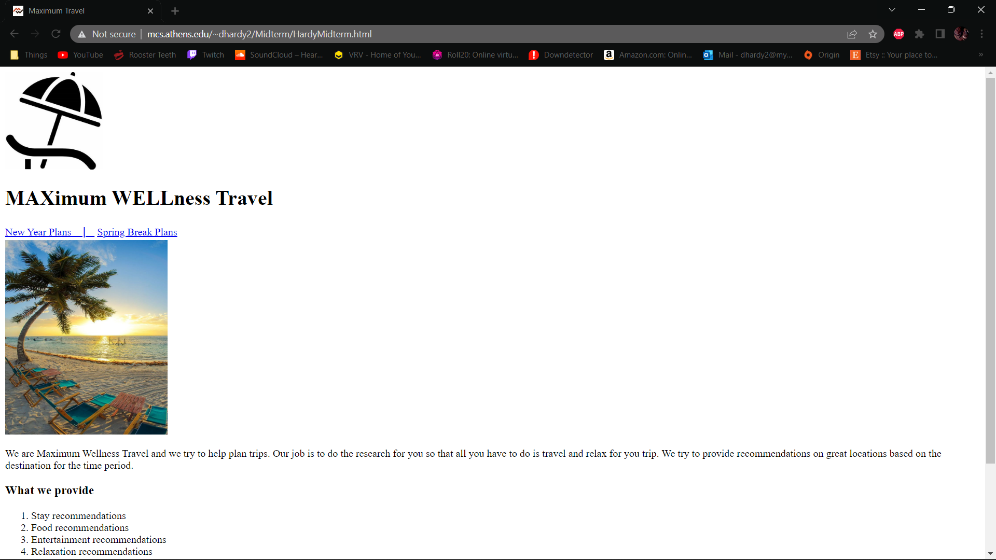 Maximum Travel
Not secure | mcs.athens.edu/~dhardy2/Midterm/HardyMidterm.html
ABP
Things YouTube Rooster Teeth Twitch SoundCloud – Hear... VRV - Home of You... Roll20: Online virtu... Downdetector Amazon.com: Onlin... Mail - dhardy2@my... Origin Etsy :: Your place to... »
MAXimum WELLness Travel
New Year Plans | Spring Break Plans
We are Maximum Wellness Travel and we try to help plan trips. Our job is to do the research for you so that all you have to do is travel and relax for you trip. We try to provide recommendations on great locations based on the
destination for the time period.
What we provide
1. Stay recommendations
2. Food recommendations
3. Entertainment recommendations
4. Relaxation recommendations